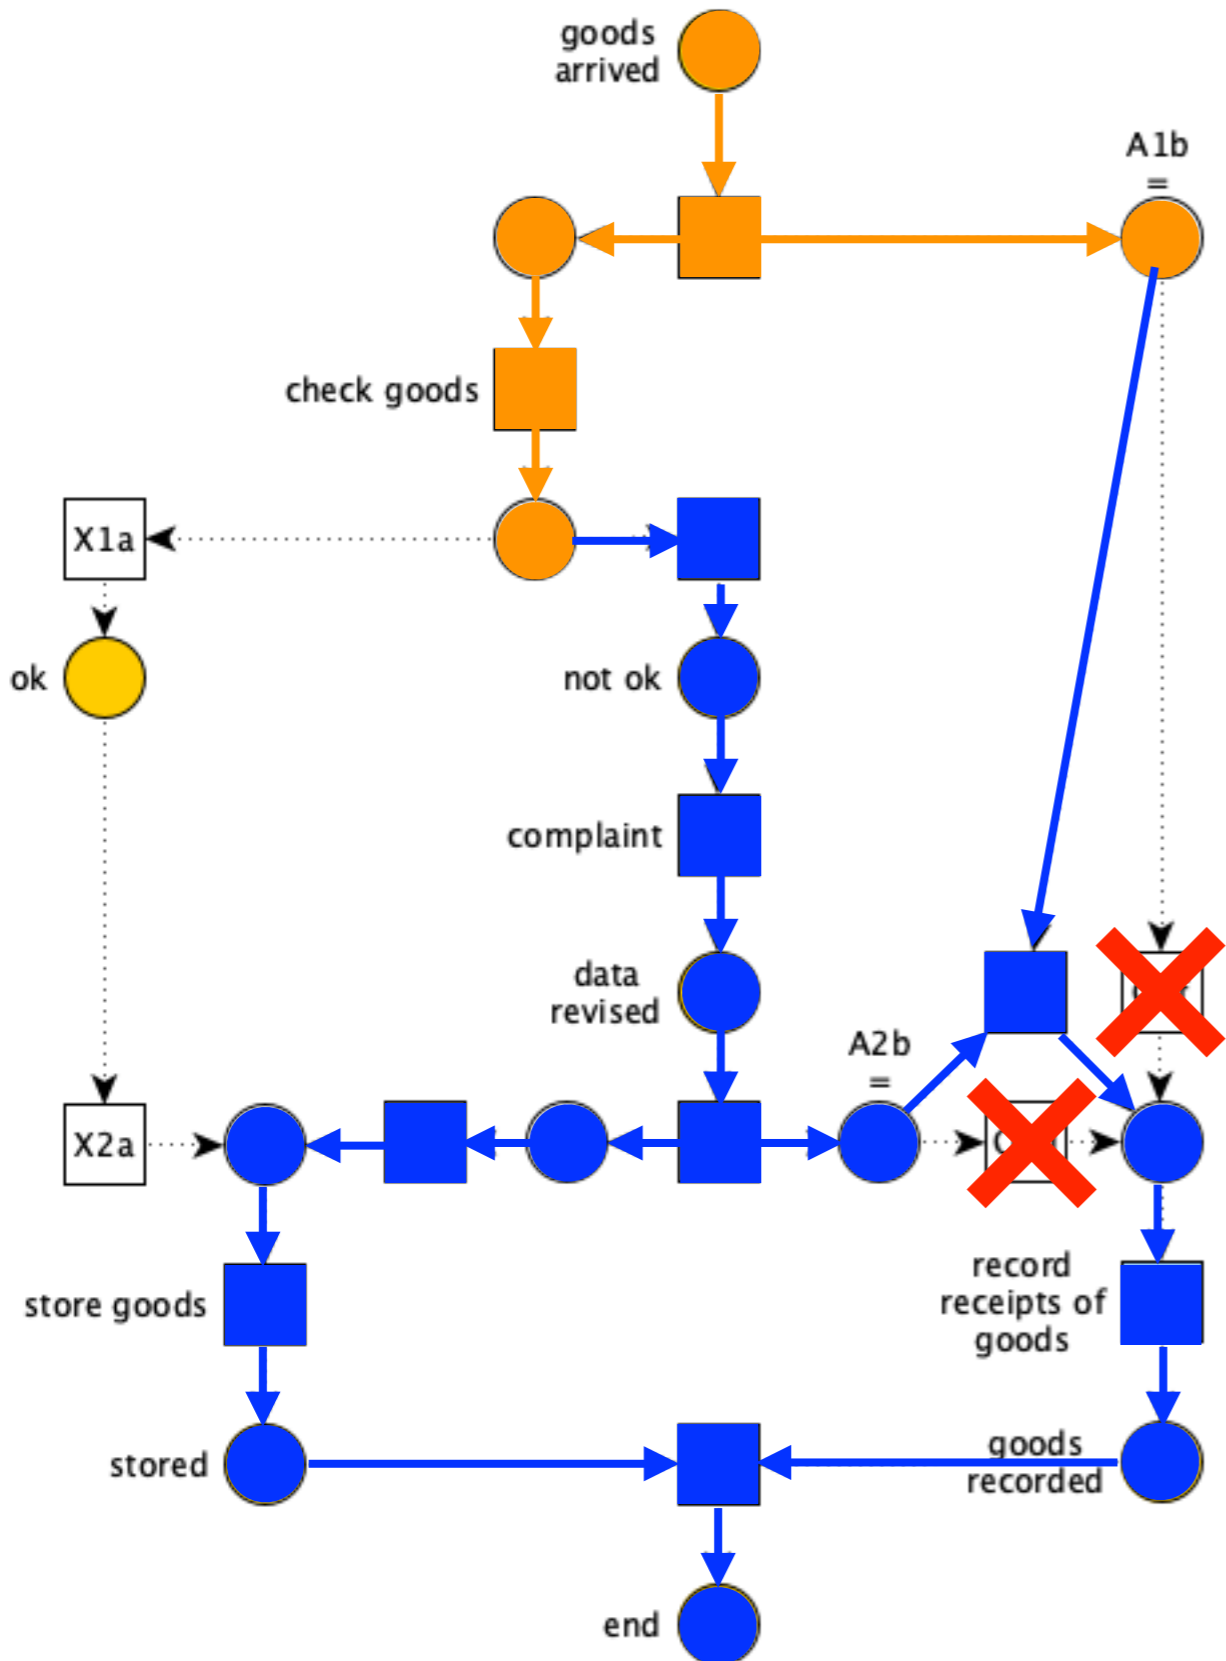 goods
arrived
A1b
=
check goods
X1a
ok
not ok
complaint
data
revised
A2b
=
X2a
store goods
record
receipts of
goods
stored
goods
recorded
end